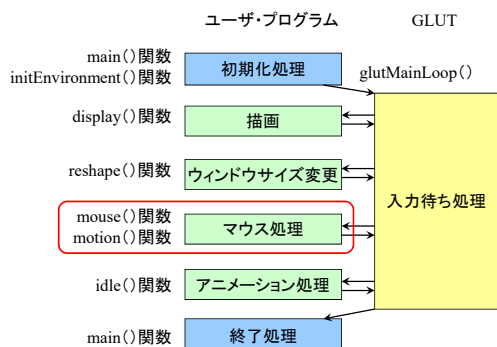 ユーザ・プログラム
GLUT
main()関数
initEnvironment()関数
初期化処理
glutMainLoop()
display()関数
描画
reshape()関数
ウィンドウサイズ変更
入力待ち処理
mouse()関数
motion()関数
マウス処理
idle()関数
アニメーション処理
main()関数
終了処理